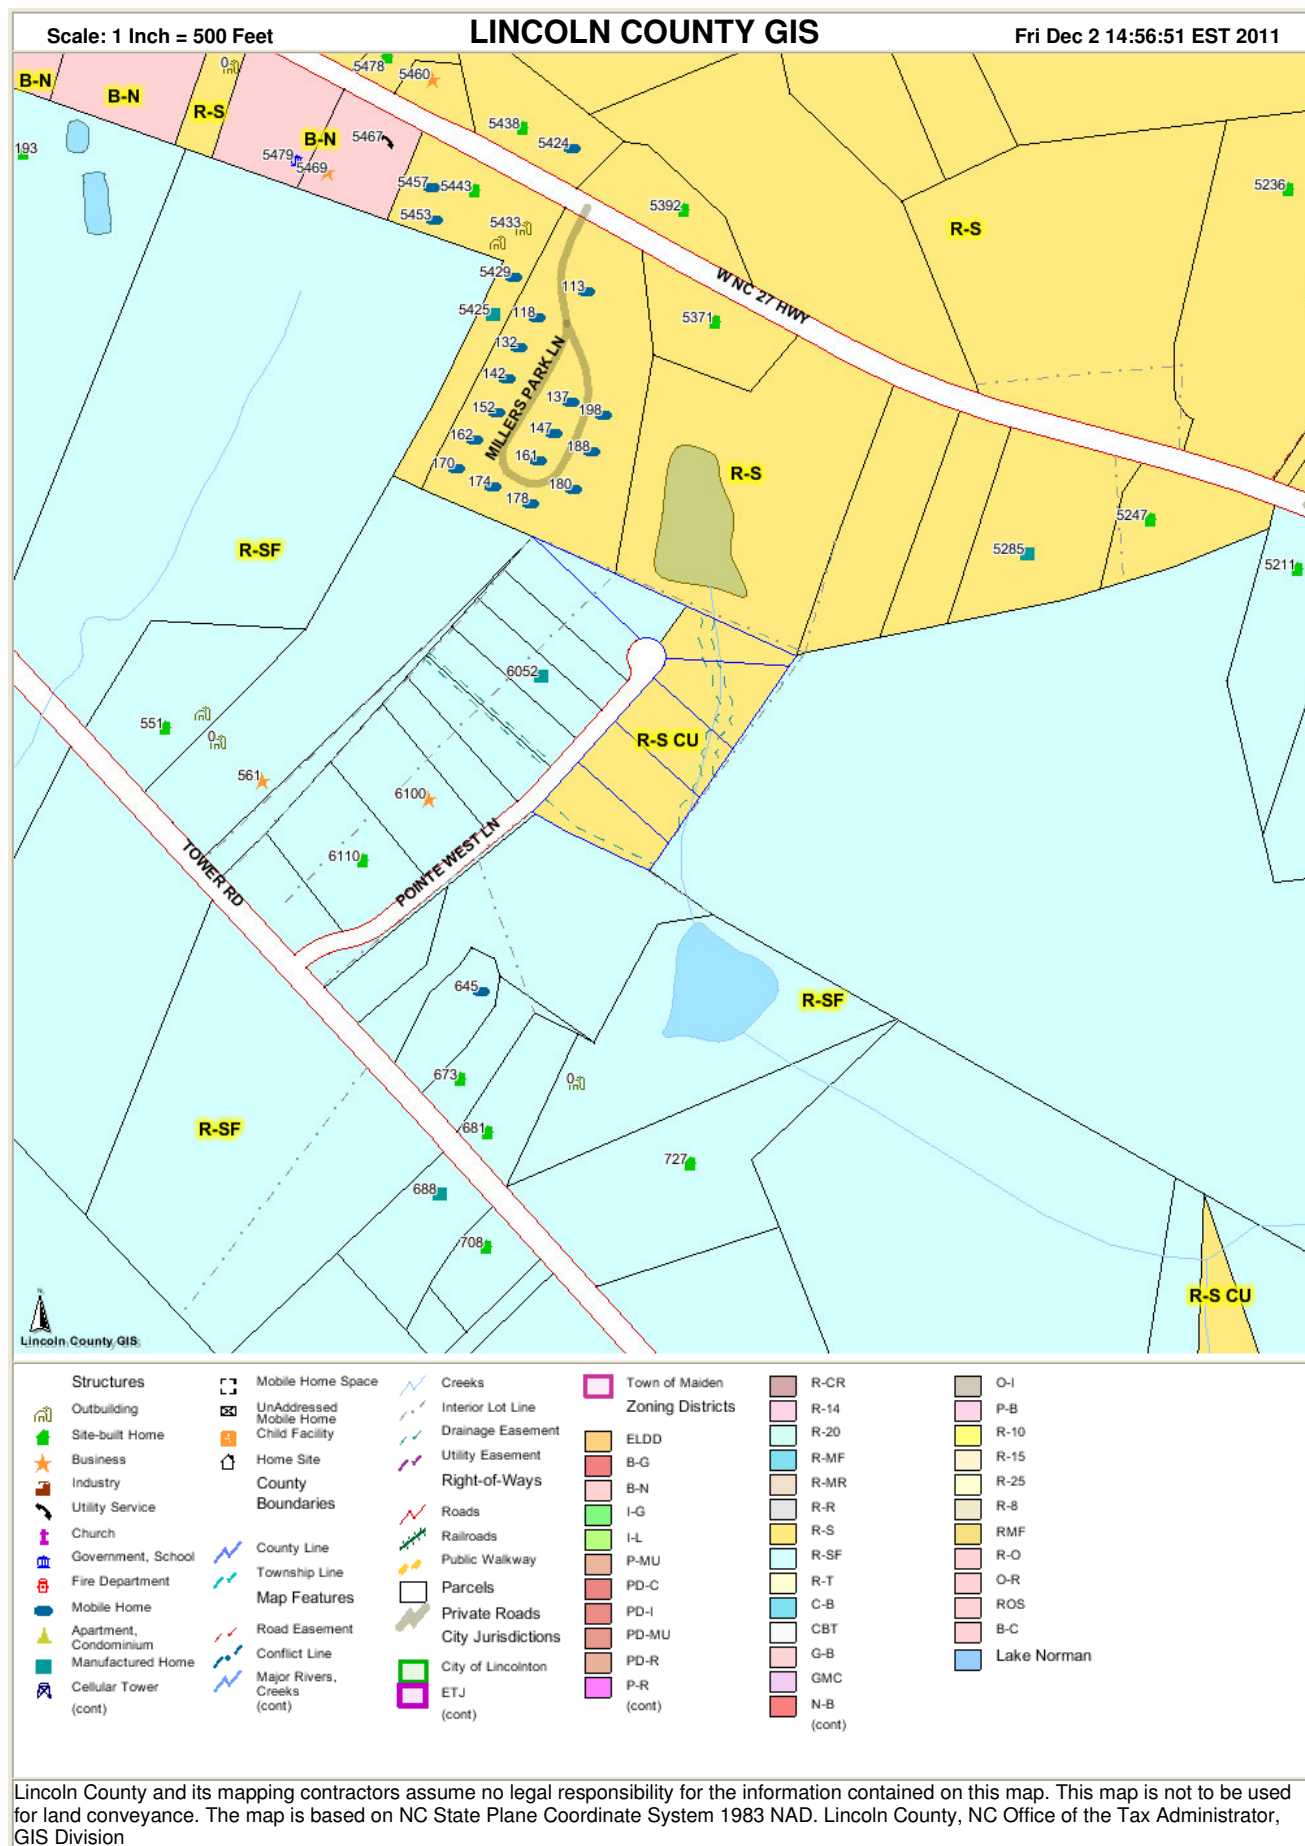 Scale: 1 Inch = 500 Feet
LINCOLN COUNTY GIS
Fri Dec 2 14:56:51 EST 2011
B-N
B-N
R-S
0
5478
5460
B-N
5467
5438
5424
193
5479
5469
5457
5443
5392
5236
5453
5433
R-S
5429
113
W NC 27 HWY
5425
118
5371
132
MILLERS PARK LN
142
137
198
152
147
162
188
161
R-S
170
174
180
178
5247
R-SF
5285
5211
6052
551
0
R-S CU
561
6100
TOWER RD
6110
POINTE WEST LN
645
R-SF
673
0
R-SF
681
727
688
708
R-S CU
N
Lincoln County GIS
Structures
Outbuilding
Site-built Home
Business
Industry
Utility Service
Church
Government, School
Fire Department
Mobile Home
Apartment,
Condominium
Manufactured Home
Cellular Tower
(cont)
Mobile Home Space
UnAddressed
Mobile Home
Child Facility
Home Site
County
Boundaries
County Line
Township Line
Map Features
Road Easement
Conflict Line
Major Rivers,
Creeks
(cont)
Creeks
Interior Lot Line
Drainage Easement
Utility Easement
Right-of-Ways
Roads
Railroads
Public Walkway
Parcels
Private Roads
City Jurisdictions
City of Lincolnton
ETJ
(cont)
Town of Maiden
Zoning Districts
ELDD
B-G
B-N
I-G
I-L
P-MU
PD-C
PD-I
PD-MU
PD-R
P-R
(cont)
R-CR
R-14
R-20
R-MF
R-MR
R-R
R-S
R-SF
R-T
C-B
CBT
G-B
GMC
N-B
(cont)
O-I
P-B
R-10
R-15
R-25
R-8
RMF
R-O
O-R
ROS
B-C
Lake Norman
Lincoln County and its mapping contractors assume no legal responsibility for the information contained on this map. This map is not to be used
for land conveyance. The map is based on NC State Plane Coordinate System 1983 NAD. Lincoln County, NC Office of the Tax Administrator,
GIS Division